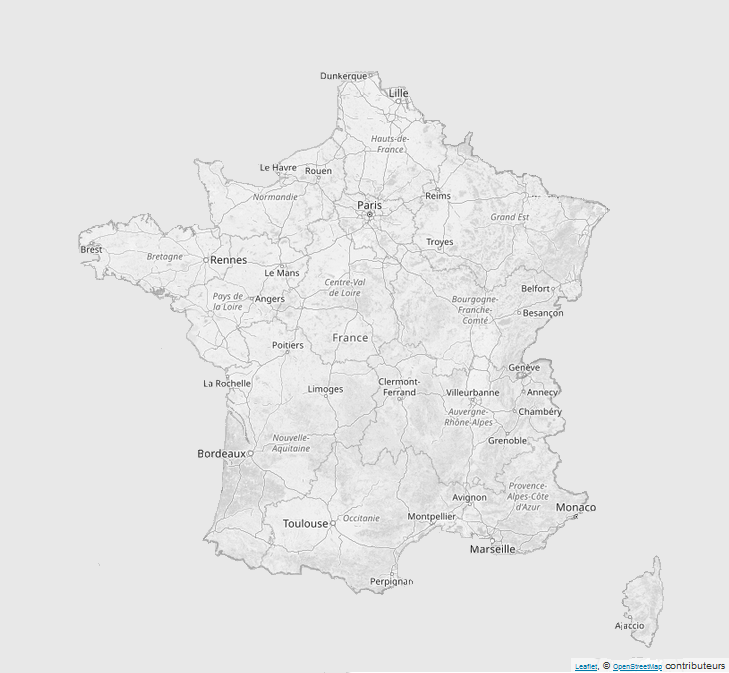 Dunkerque
Lille
Hauts-de-
France
Le Havre
Rouen
Reims
Normandie
Paris
Grand Est
Troyes
Brest
Bretagne
Rennes
Le Mans
Centre-Val
de Loire
Belfort
Pays de
la Loire
Angers
Bourgogne-
Franche-
Comté
Besançon
France
Poitiers
Genève
La Rochelle
Limoges
Clermont-
Ferrand
Villeurbanne
Annecy
Auvergne-
Rhône-Alpes
Chambéry
Nouvelle-
Aquitaine
Grenoble
Bordeaux
Provence-
Alpes-Côte
d'Azur
Avignon
Monaco
Toulouse
Occitanie
Montpellier
Marseille
Perpignan
Ajaccio
Leaflet, © OpenStreetMap contributeurs